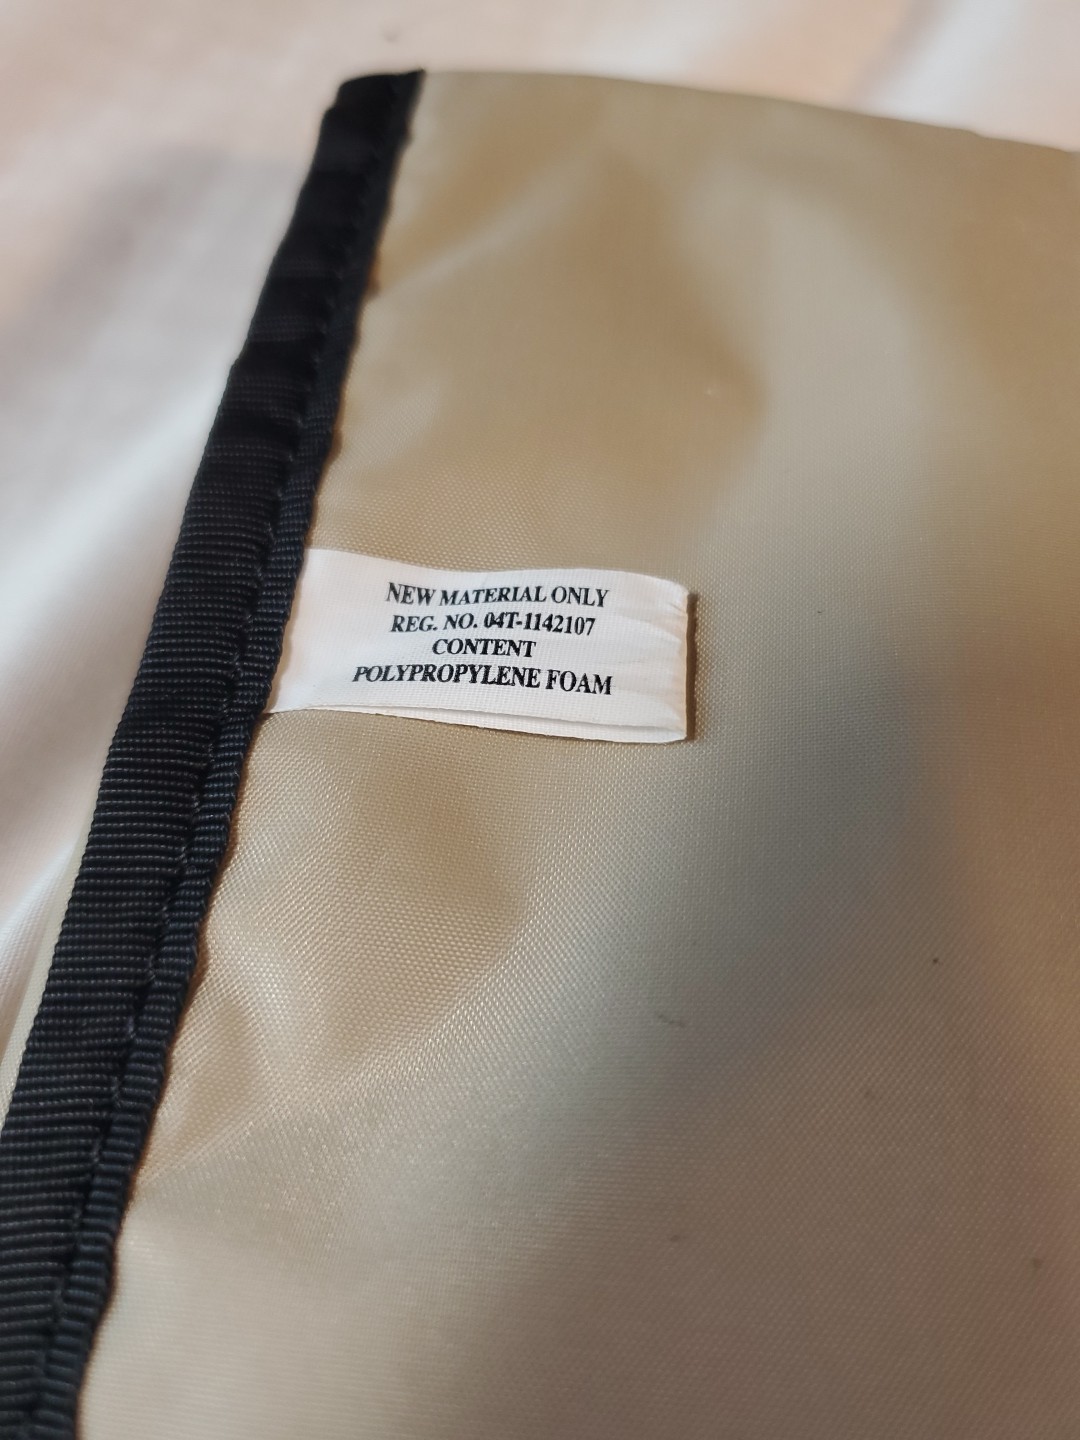 NEW MATERIAL ONLY
REG. NO. 04T-1142107
CONTENT
POLYPROPYLENE FOAM